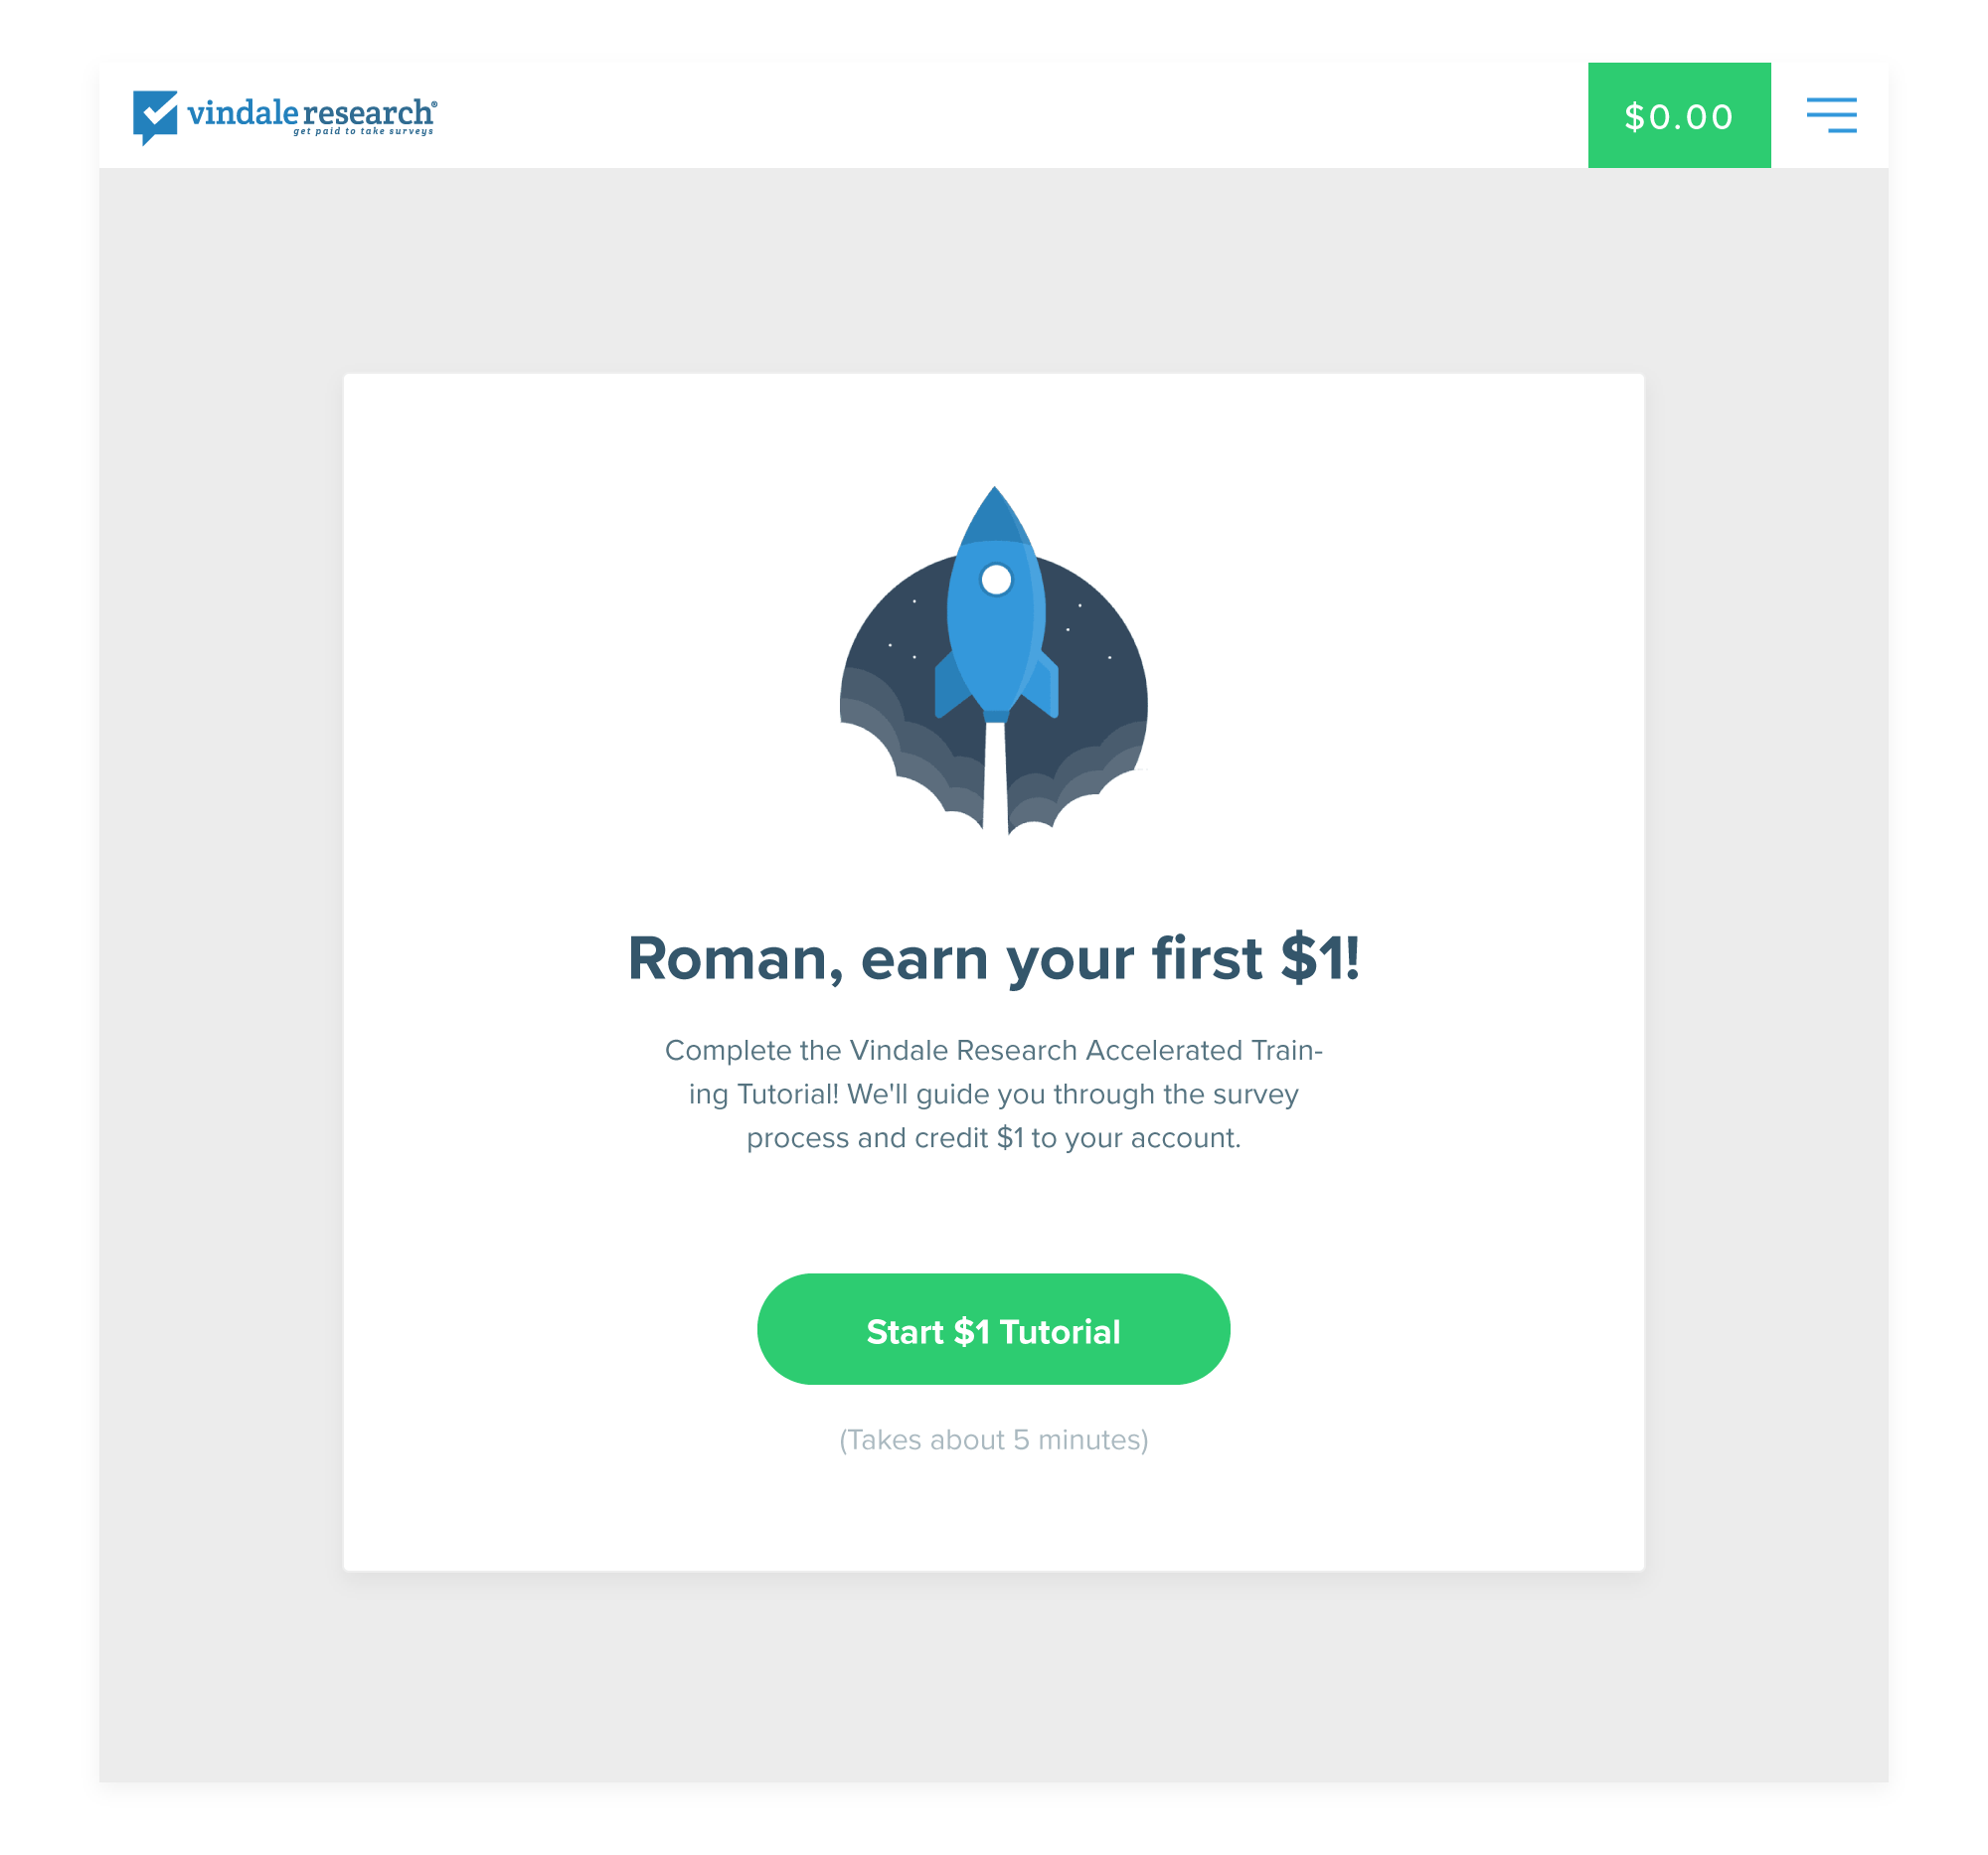 vindale research®
get paid to take surveys
$0.00
Roman, earn your first $1!
Complete the Vindale Research Accelerated Train-
ing Tutorial! We'll guide you through the survey
process and credit $1 to your account.
Start $1 Tutorial
(Takes about 5 minutes)